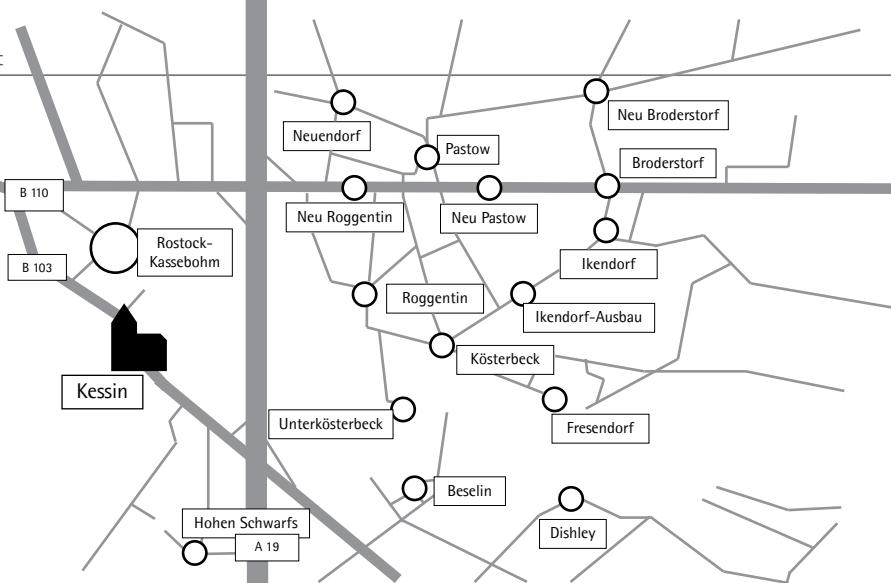 Neu Broderstorf
Neuendorf
Pastow
Broderstorf
B 110
Neu Roggentin
Neu Pastow
Rostock-
Kassebohm
B 103
Ikendorf
Roggentin
Ikendorf-Ausbau
Kösterbeck
Kessin
Unterkösterbeck
Fresendorf
Beselin
Hohen Schwarfs
Dishley
A 19